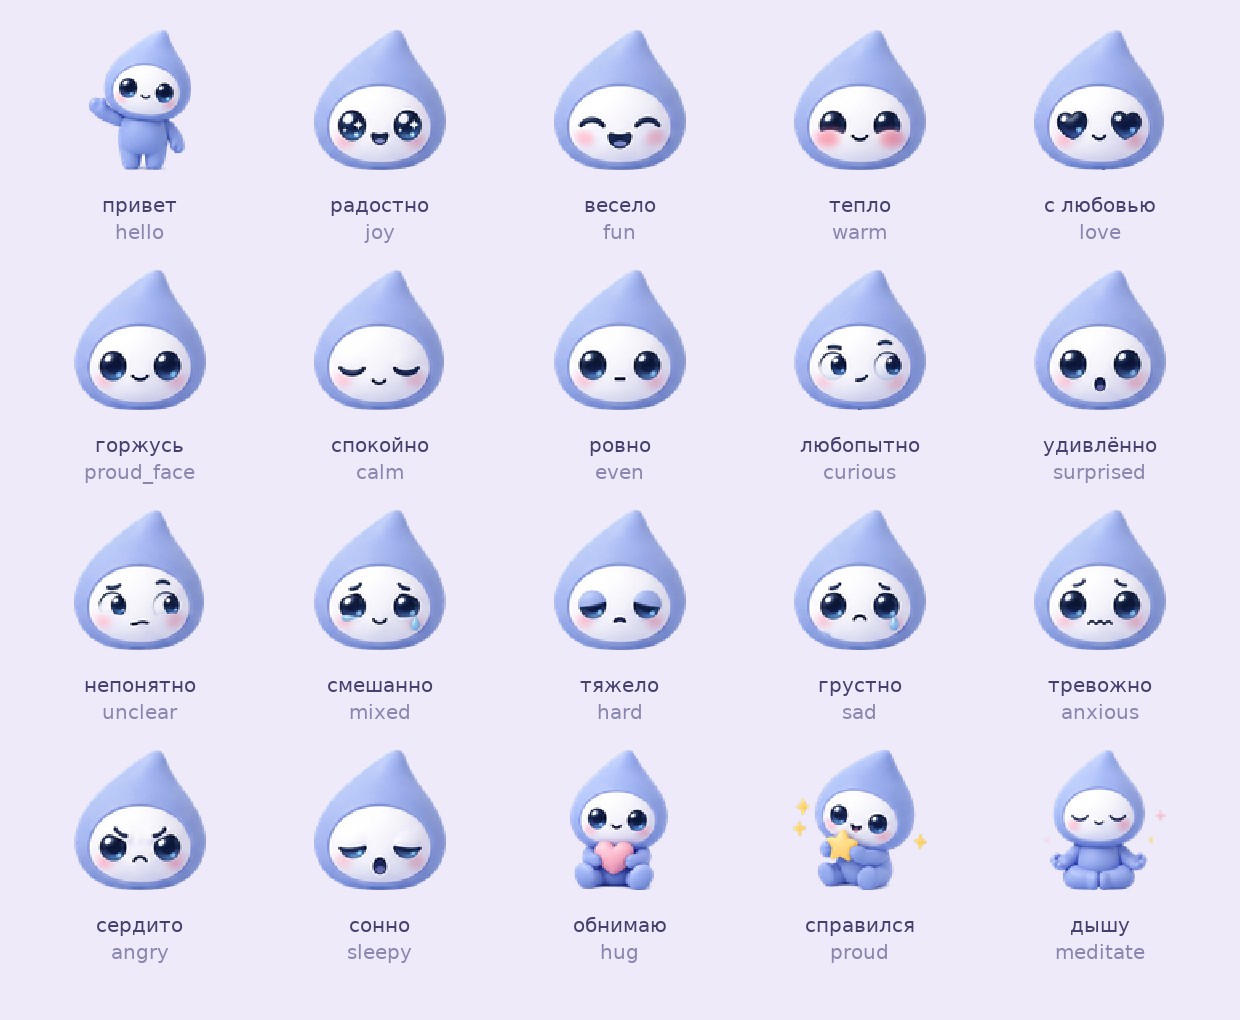 привет
hello
радостно
joy
весело
fun
тепло
warm
с любовью
love
горжусь
proud_face
спокойно
calm
ровно
even
любопытно
curious
удивлённо
surprised
непонятно
unclear
смешанно
mixed
тяжело
hard
грустно
sad
тревожно
anxious
сердито
angry
сонно
sleepy
обнимаю
hug
справился
proud
дышу
meditate